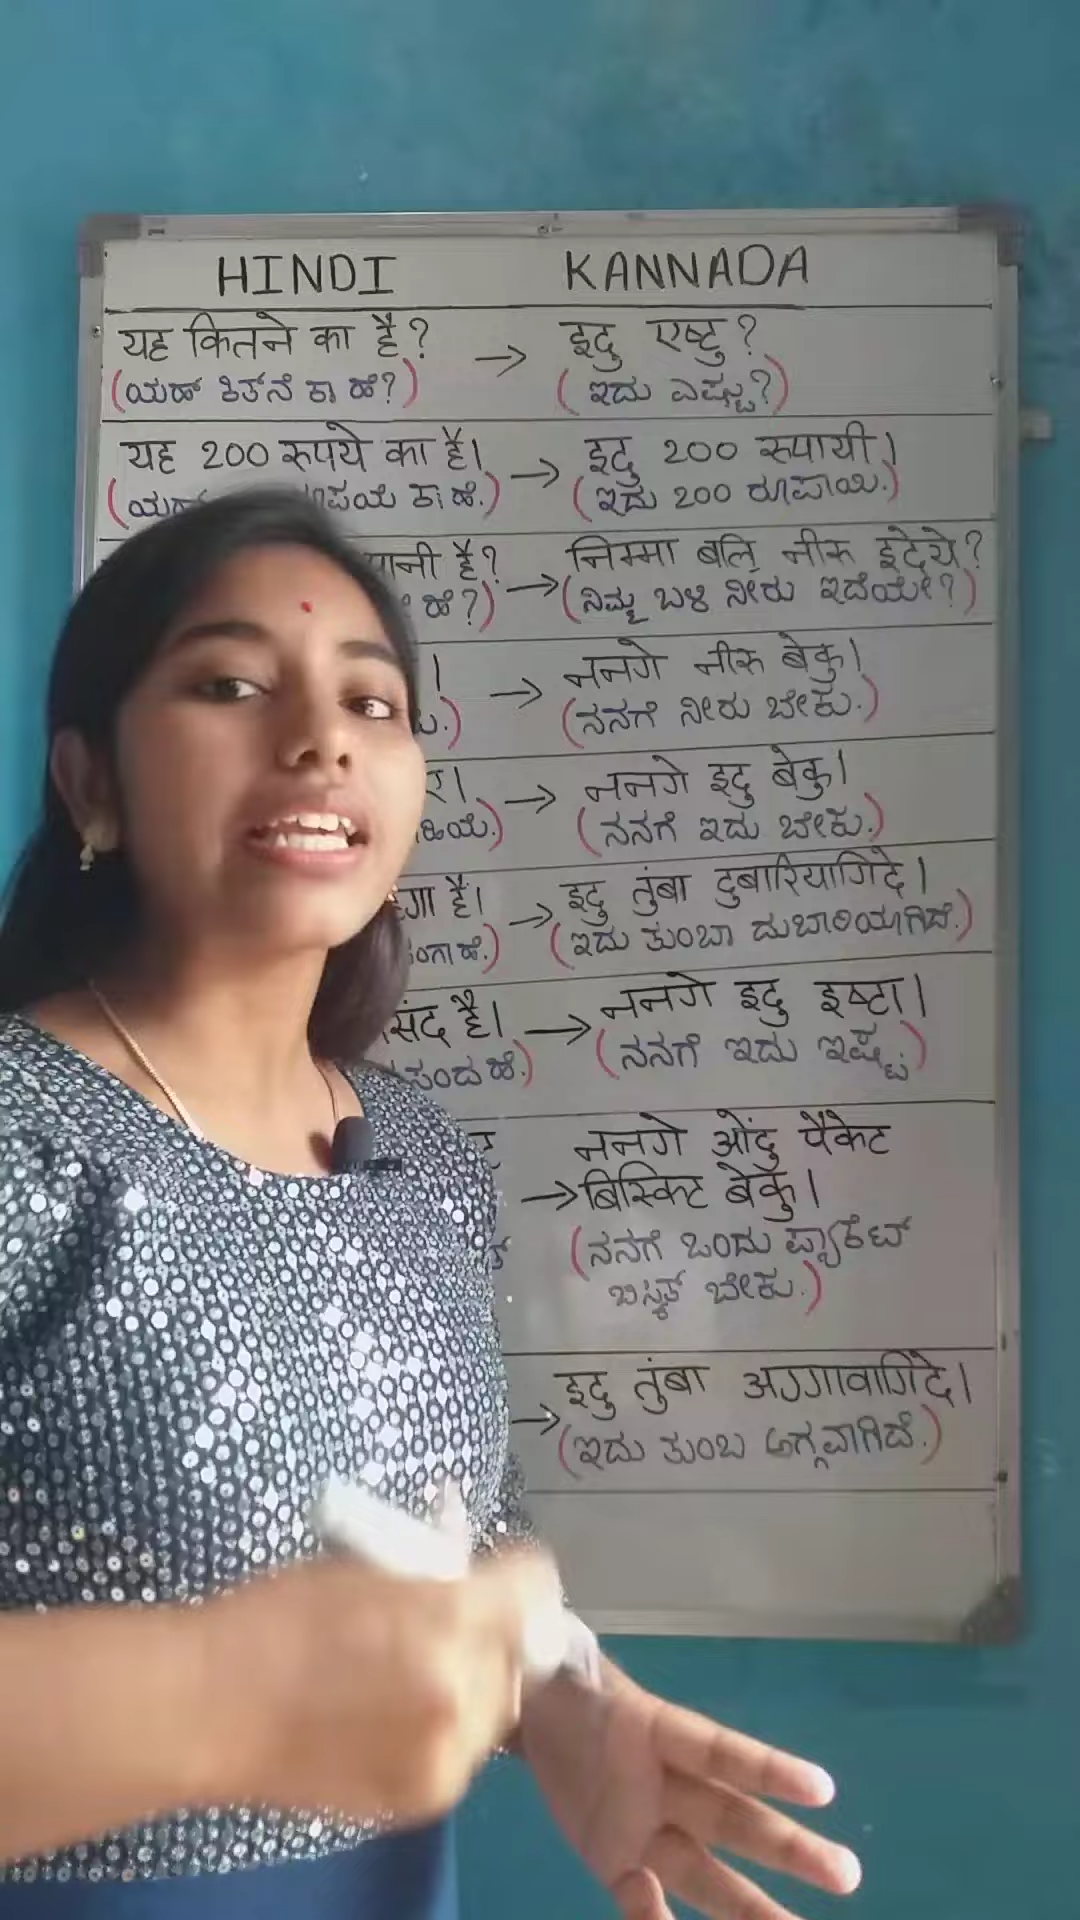 HINDI KANNADA
यह कितने का है? → इदु एष्टु?
(ಯಹ್ ಕಿತ್ನೆ ಕಾ ಹೆ?) (ಇದು ಎಷ್ಟು?)
यह 200 रुपये का है। → इदु 200 रुपायी।
(ಯಹ್ ರೂಪಯೆ ಕಾ ಹೆ.) (ಇದು 200 ರೂಪಾಯಿ.)
पानी है? → निम्मा बलि नीरु इदेये?
ಹೆ?) (ನಿಮ್ಮ ಬಳಿ ನೀರು ಇದೆಯೇ?)
। → ननगे नीरु बेकु।
(ನನಗೆ ನೀರು ಬೇಕು.)
→ ननगे इदु बेकु।
(ನನಗೆ ಇದು ಬೇಕು.)
है। → इदु तुंबा दुबारियागिदे।
ಹೆ.) (ಇದು ತುಂಬಾ ದುಬಾರಿಯಾಗಿದೆ.)
है। → ननगे इदु इष्टा।
ಹೆ.) (ನನಗೆ ಇದು ಇಷ್ಟ.)
ननगे ओंदु पैकेट
→ बिस्किट बेकु।
(ನನಗೆ ಒಂದು ಪ್ಯಾಕೆಟ್
ಬಿಸ್ಕತ್ ಬೇಕು.)
→ इदु तुंबा अग्गावागिदे।
(ಇದು ತುಂಬ ಅಗ್ಗವಾಗಿದೆ.)